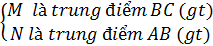 M là trung điểm BC (gt)
N là trung điểm AB (gt)